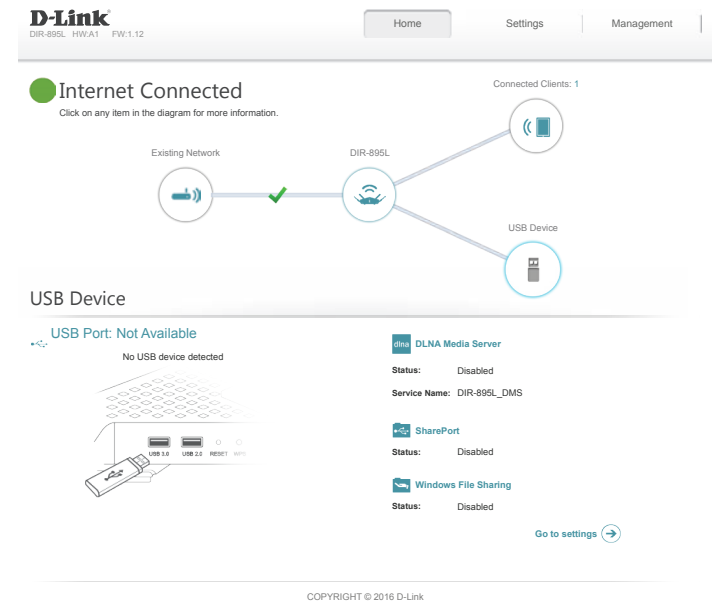 D-Link
DIR-895L HW:A1 FW:1.12
Home
Settings
Management
Internet Connected
Click on any item in the diagram for more information.
Connected Clients: 1
Existing Network
DIR-895L
USB Device
USB Device
USB Port: Not Available
No USB device detected
USB 3.0 USB 2.0 RESET WPS
dlna DLNA Media Server
Status: Disabled
Service Name: DIR-895L_DMS
SharePort
Status: Disabled
Windows File Sharing
Status: Disabled
Go to settings
COPYRIGHT © 2016 D-Link